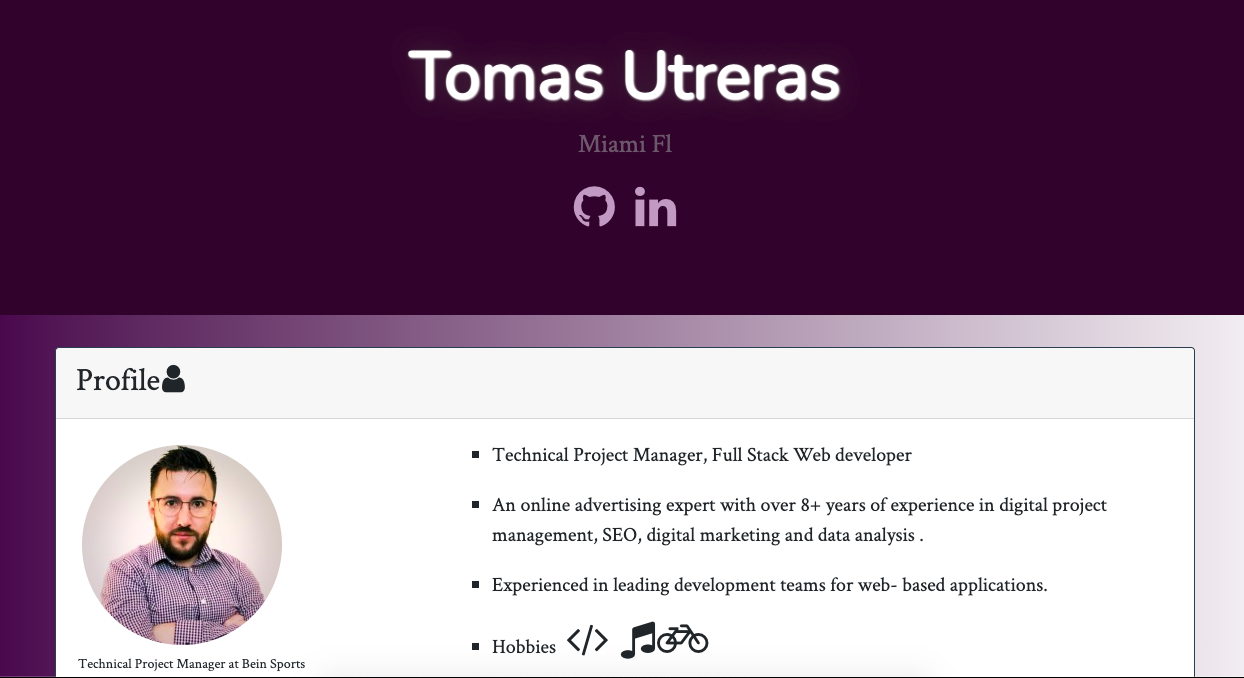 Tomas Utreras
Miami Fl
in
Profile
Technical Project Manager, Full Stack Web developer
An online advertising expert with over 8+ years of experience in digital project
management, SEO, digital marketing and data analysis .
Experienced in leading development teams for web- based applications.
Hobbies </>
Technical Project Manager at Bein Sports